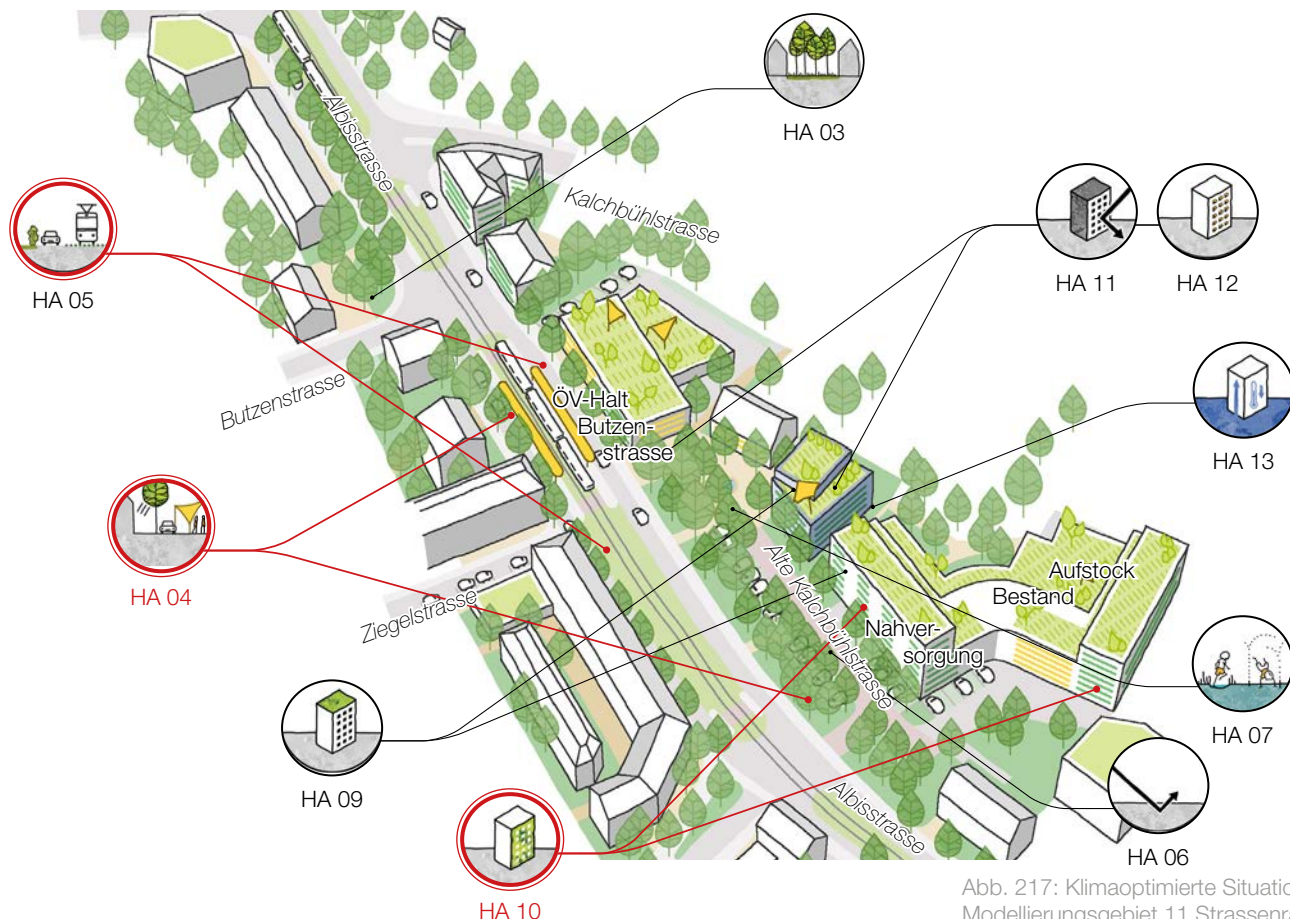 HA 03
Albisstrasse
Kalchbühlstrasse
HA 05
HA 11
HA 12
Butzenstrasse
ÖV-Halt
Butzen-
strasse
HA 13
HA 04
Ziegelstrasse
Alte Kalchbühlstrasse
Aufstock
Bestand
Nahver-
sorgung
HA 07
HA 09
HA 06
Albisstrasse
HA 10
Abb. 217: Klimaoptimierte Situation
Modellierungsgebiet 11 Strassenra